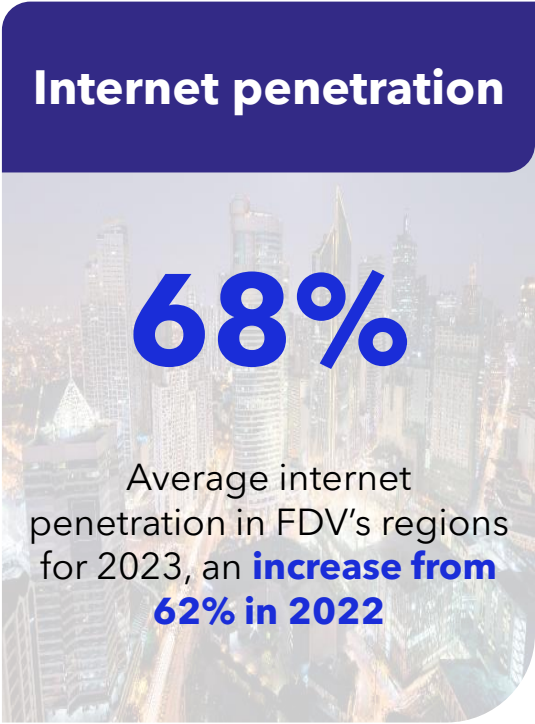 Internet penetration
68%
Average internet
penetration in FDV’s regions
for 2023, an increase from
62% in 2022